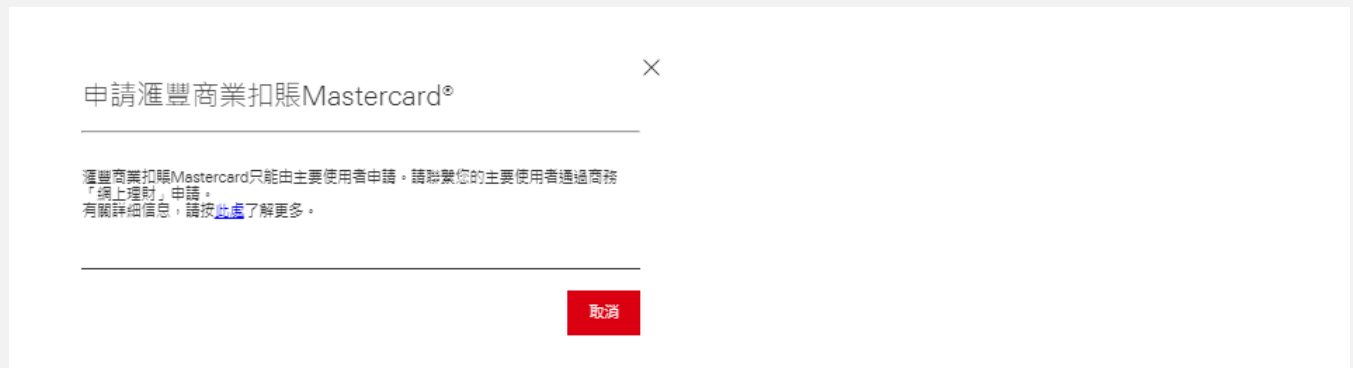 申請滙豐商業扣賬Mastercard®
滙豐商業扣賬Mastercard只能由主要使用者申請。請聯繫您的主要使用者通過商務
「網上理財」申請。
有關詳細信息，請按此處了解更多。
取消